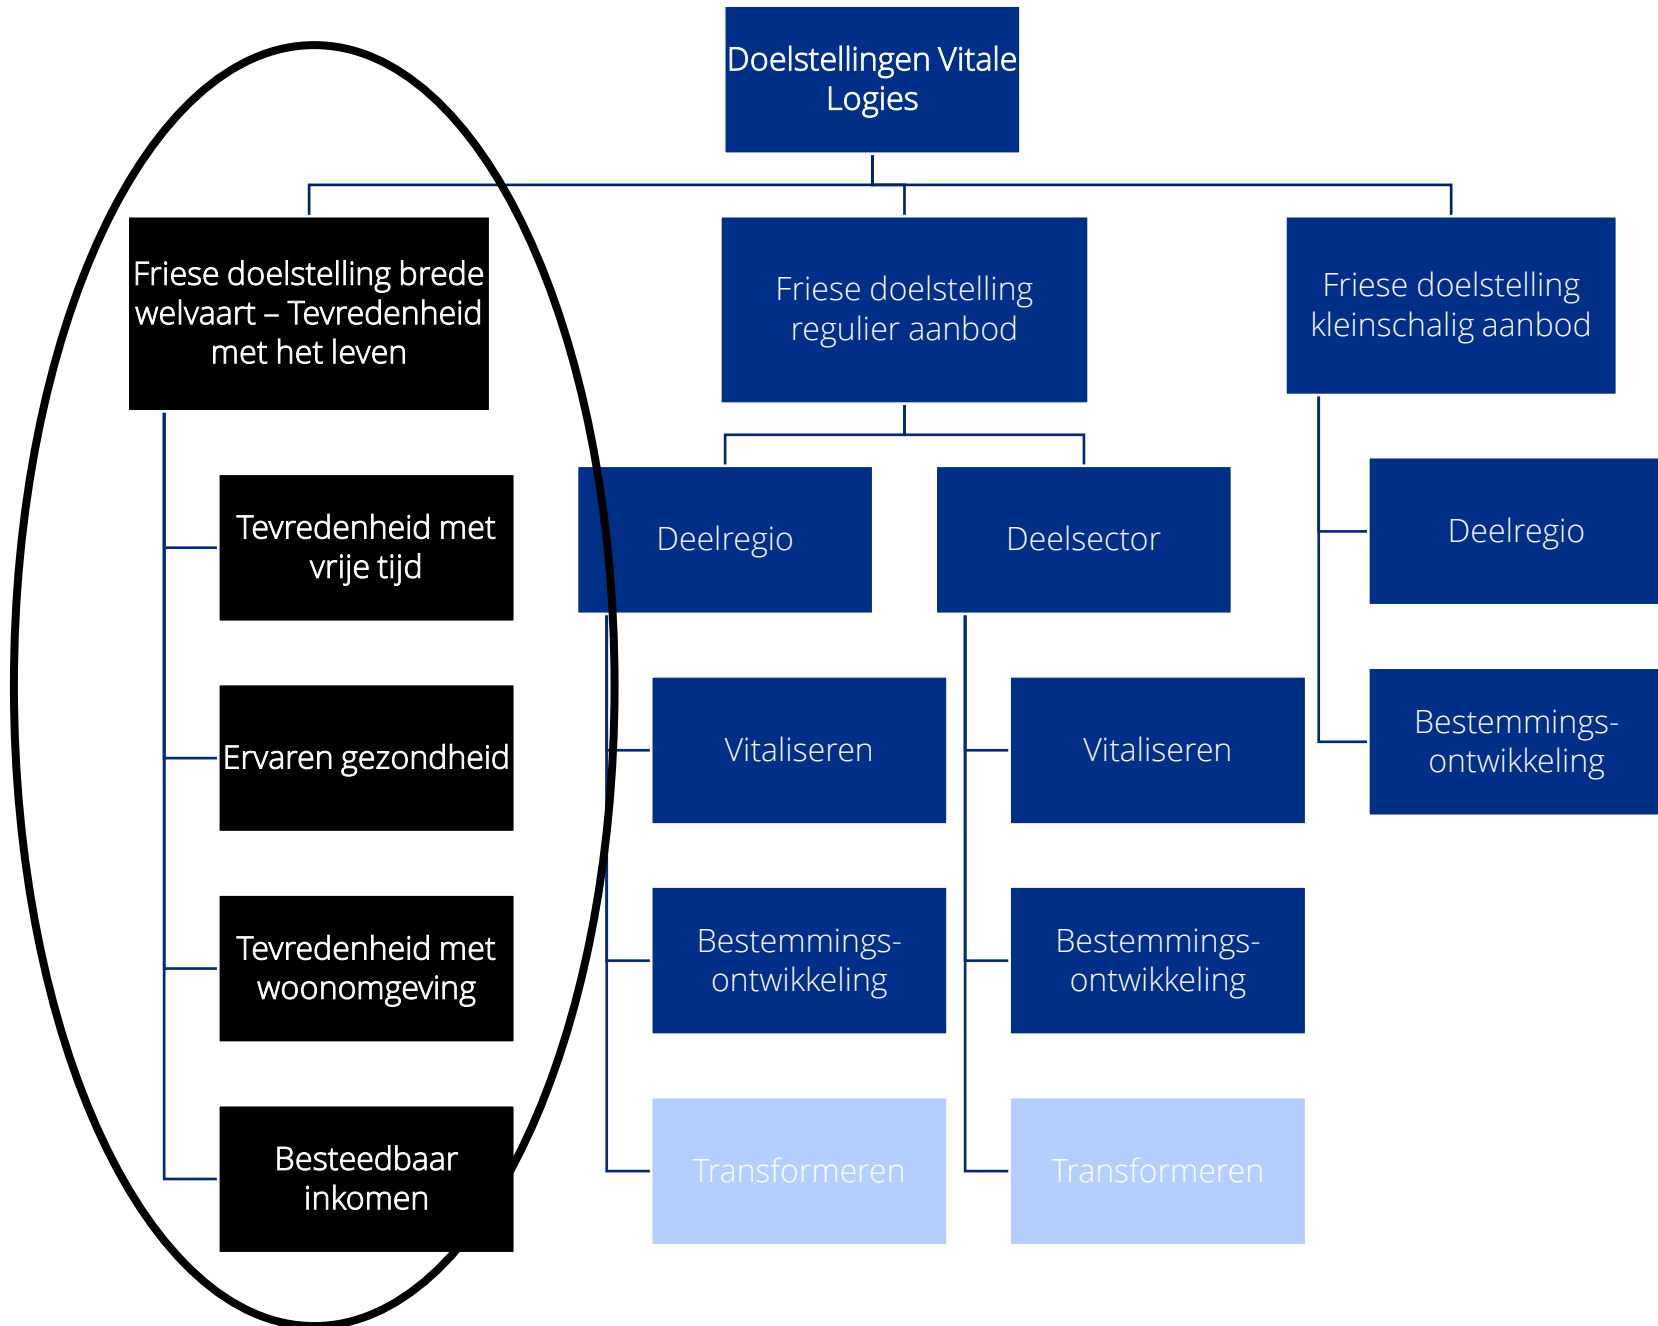 Doelstellingen Vitale
Logies
Friese doelstelling brede
welvaart – Tevredenheid
met het leven
Tevredenheid met
vrije tijd
Ervaren gezondheid
Tevredenheid met
woonomgeving
Besteedbaar
inkomen
Friese doelstelling
regulier aanbod
Deelregio
Vitaliseren
Bestemmings-
ontwikkeling
Transformeren
Deelsector
Vitaliseren
Bestemmings-
ontwikkeling
Transformeren
Friese doelstelling
kleinschalig aanbod
Deelregio
Bestemmings-
ontwikkeling